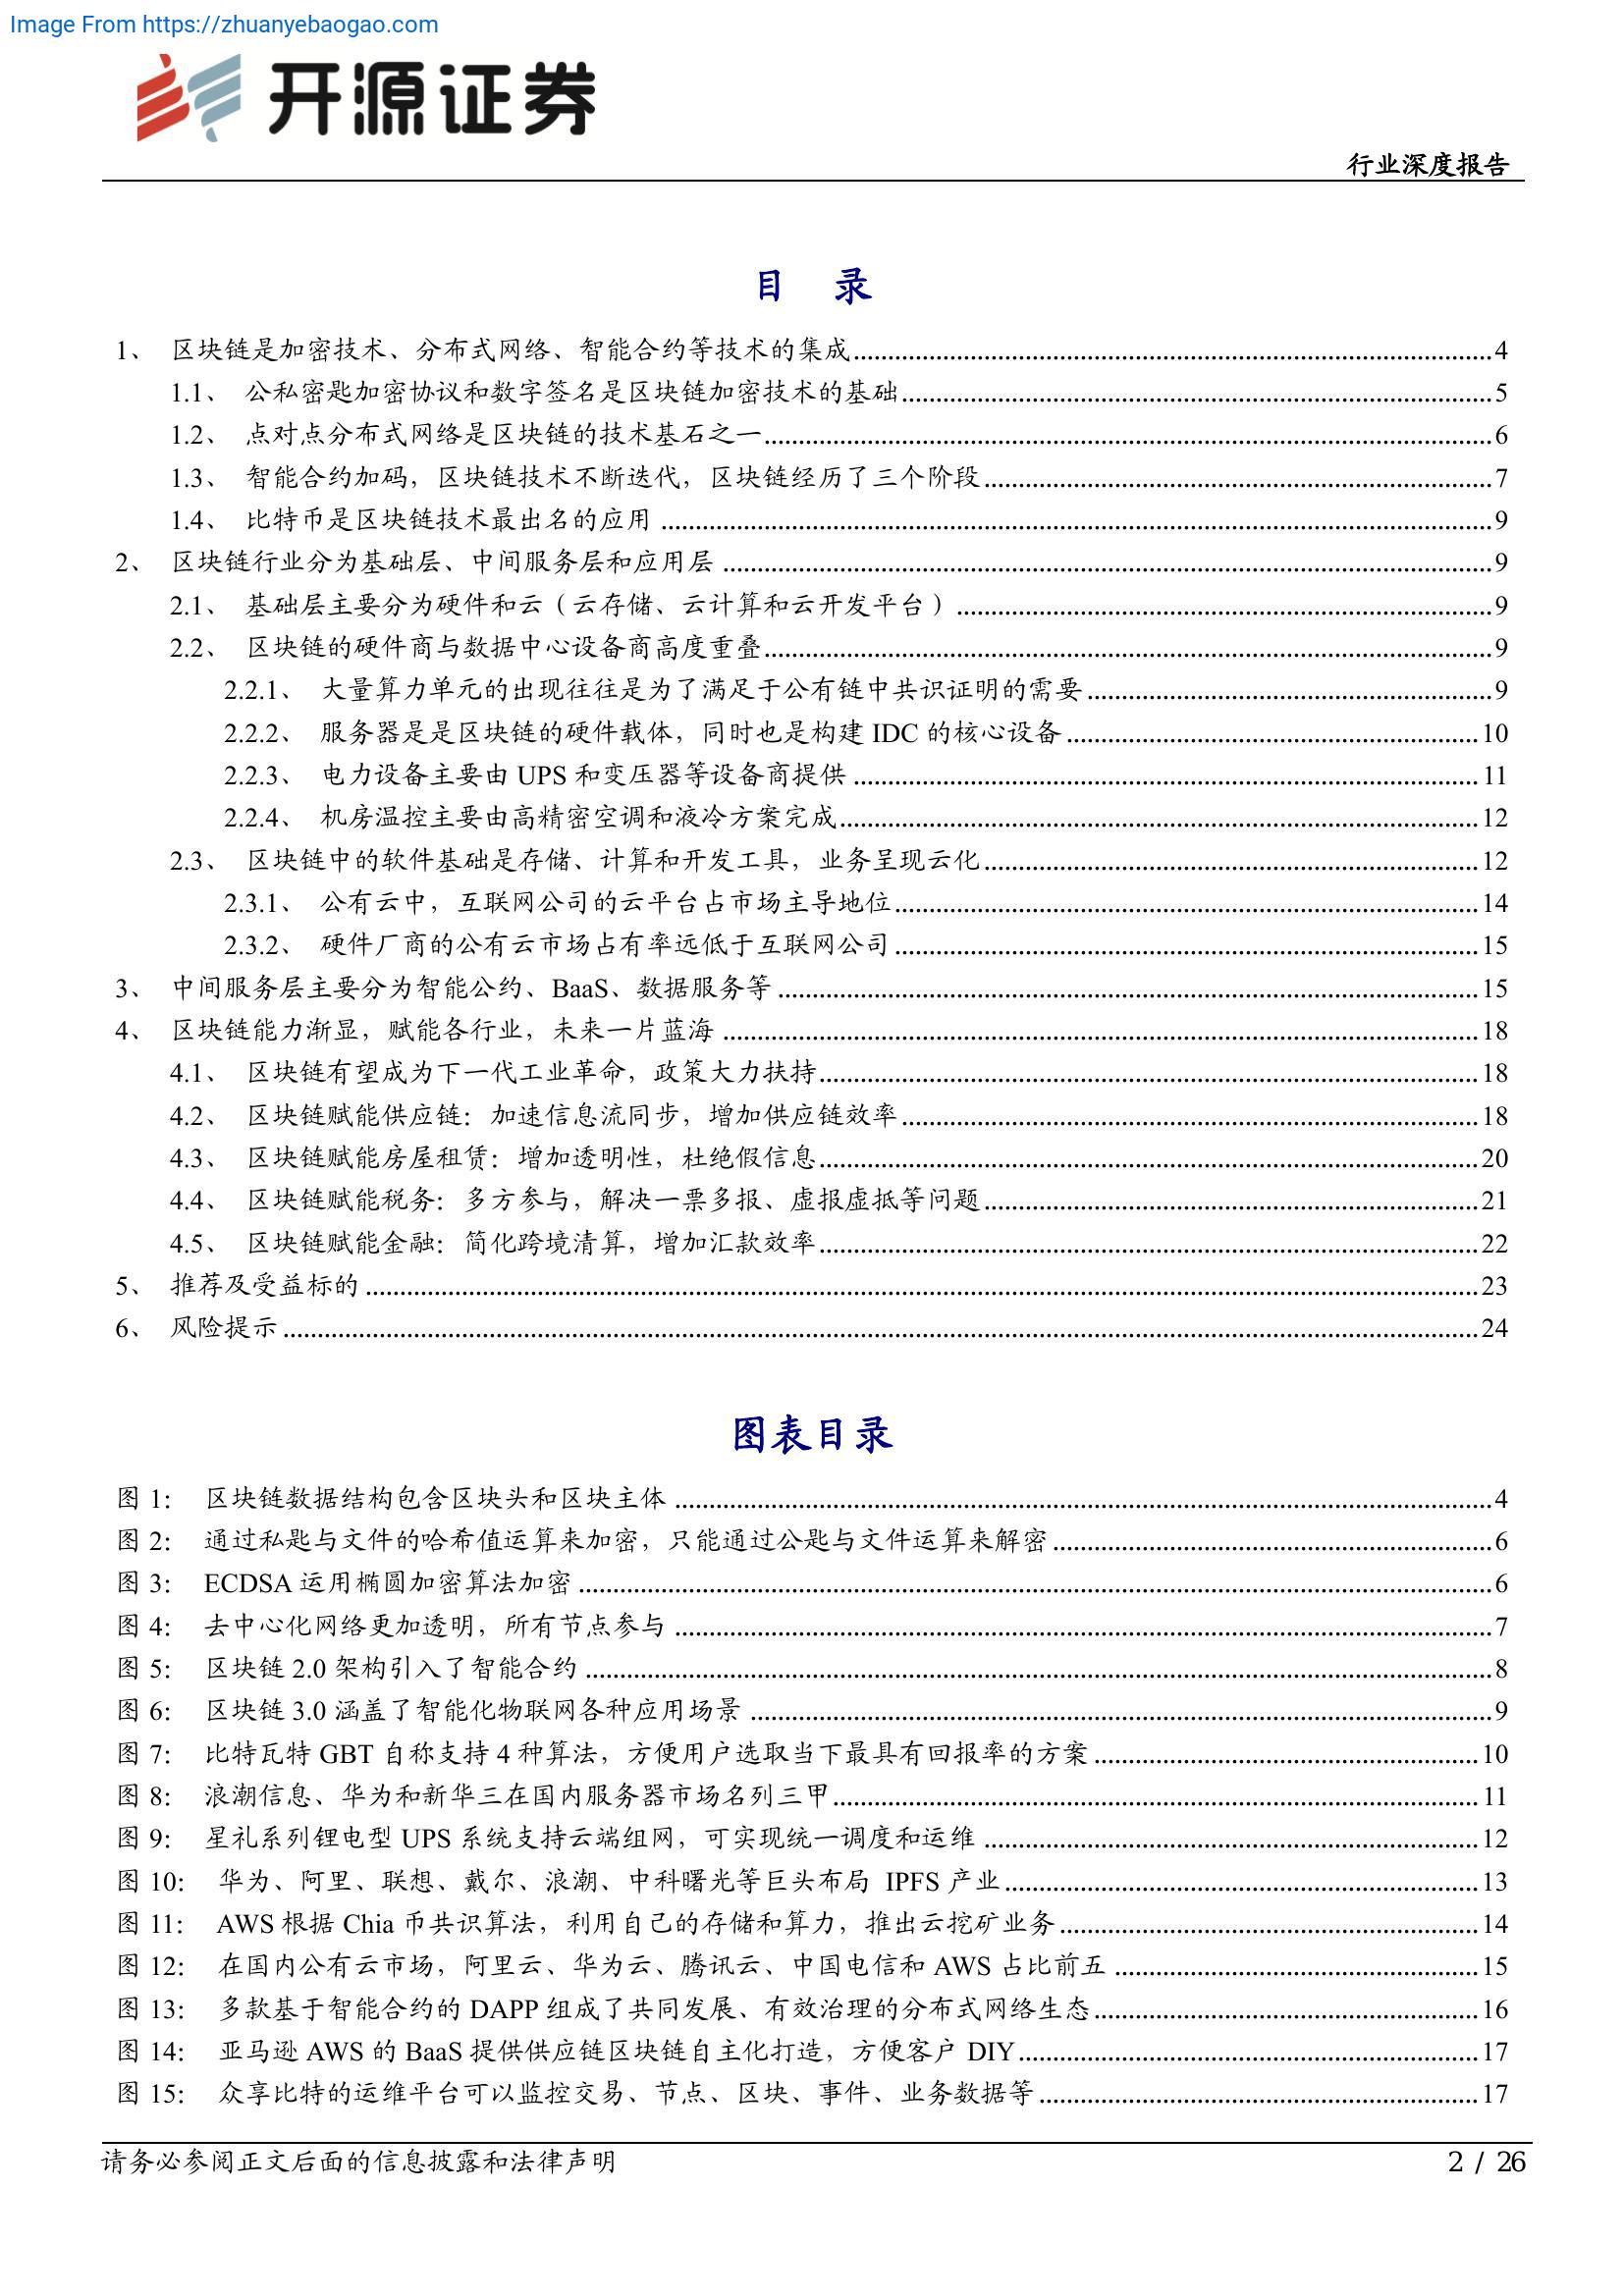 Image From https://zhuanyebaogao.com
开源证券
行业深度报告
目 录
1、 区块链是加密技术、分布式网络、智能合约等技术的集成 4
1.1、 公私密匙加密协议和数字签名是区块链加密技术的基础 5
1.2、 点对点分布式网络是区块链的技术基石之一 6
1.3、 智能合约加码，区块链技术不断迭代，区块链经历了三个阶段 7
1.4、 比特币是区块链技术最出名的应用 9
2、 区块链行业分为基础层、中间服务层和应用层 9
2.1、 基础层主要分为硬件和云（云存储、云计算和云开发平台） 9
2.2、 区块链的硬件商与数据中心设备商高度重叠 9
2.2.1、 大量算力单元的出现往往是为了满足于公有链中共识证明的需要 9
2.2.2、 服务器是是区块链的硬件载体，同时也是构建 IDC 的核心设备 10
2.2.3、 电力设备主要由 UPS 和变压器等设备商提供 11
2.2.4、 机房温控主要由高精密空调和液冷方案完成 12
2.3、 区块链中的软件基础是存储、计算和开发工具，业务呈现云化 12
2.3.1、 公有云中，互联网公司的云平台占市场主导地位 14
2.3.2、 硬件厂商的公有云市场占有率远低于互联网公司 15
3、 中间服务层主要分为智能公约、BaaS、数据服务等 15
4、 区块链能力渐显，赋能各行业，未来一片蓝海 18
4.1、 区块链有望成为下一代工业革命，政策大力扶持 18
4.2、 区块链赋能供应链：加速信息流同步，增加供应链效率 18
4.3、 区块链赋能房屋租赁：增加透明性，杜绝假信息 20
4.4、 区块链赋能税务：多方参与，解决一票多报、虚报虚抵等问题 21
4.5、 区块链赋能金融：简化跨境清算，增加汇款效率 22
5、 推荐及受益标的 23
6、 风险提示 24
图表目录
图 1： 区块链数据结构包含区块头和区块主体 4
图 2： 通过私匙与文件的哈希值运算来加密，只能通过公匙与文件运算来解密 6
图 3： ECDSA 运用椭圆加密算法加密 6
图 4： 去中心化网络更加透明，所有节点参与 7
图 5： 区块链 2.0 架构引入了智能合约 8
图 6： 区块链 3.0 涵盖了智能化物联网各种应用场景 9
图 7： 比特瓦特 GBT 自称支持 4 种算法，方便用户选取当下最具有回报率的方案 10
图 8： 浪潮信息、华为和新华三在国内服务器市场名列三甲 11
图 9： 星礼系列锂电型 UPS 系统支持云端组网，可实现统一调度和运维 12
图 10： 华为、阿里、联想、戴尔、浪潮、中科曙光等巨头布局 IPFS 产业 13
图 11： AWS 根据 Chia 币共识算法，利用自己的存储和算力，推出云挖矿业务 14
图 12： 在国内公有云市场，阿里云、华为云、腾讯云、中国电信和 AWS 占比前五 15
图 13： 多款基于智能合约的 DAPP 组成了共同发展、有效治理的分布式网络生态 16
图 14： 亚马逊 AWS 的 BaaS 提供供应链区块链自主化打造，方便客户 DIY 17
图 15： 众享比特的运维平台可以监控交易、节点、区块、事件、业务数据等 17
请务必参阅正文后面的信息披露和法律声明 2 / 26